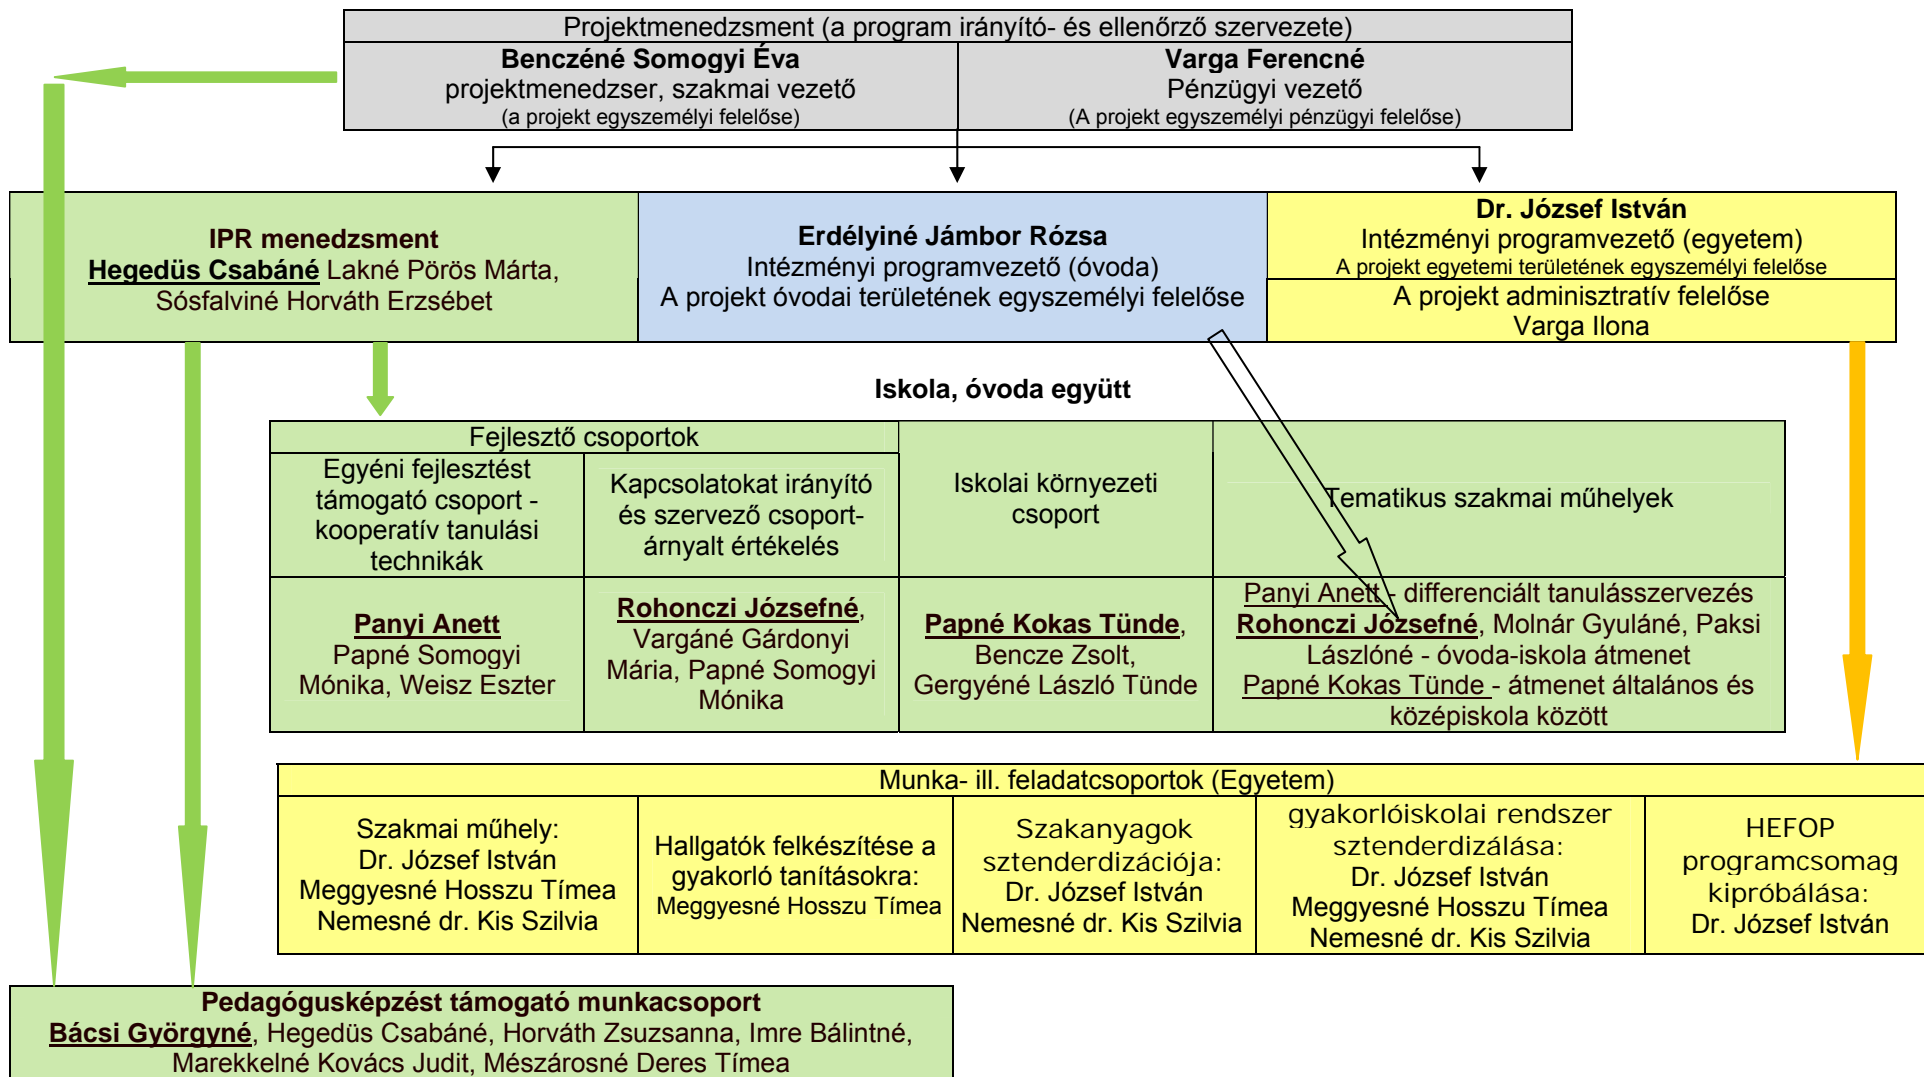 Projektmenedzsment (a program irányító- és ellenőrző szervezete)
Benczéné Somogyi Éva
projektmenedzser, szakmai vezető
(a projekt egyszemélyi felelőse)
Varga Ferencné
Pénzügyi vezető
(A projekt egyszemélyi pénzügyi felelőse)
IPR menedzsment
Hegedüs Csabáné Lakné Pörös Márta,
Sósfalviné Horváth Erzsébet
Erdélyiné Jámbor Rózsa
Intézményi programvezető (óvoda)
A projekt óvodai területének egyszemélyi felelőse
Dr. József István
Intézményi programvezető (egyetem)
A projekt egyetemi területének egyszemélyi felelőse
A projekt adminisztratív felelőse
Varga Ilona
Iskola, óvoda együtt
Fejlesztő csoportok
Egyéni fejlesztést
támogató csoport -
kooperatív tanulási
technikák
Kapcsolatokat irányító
és szervező csoport-
árnyalt értékelés
Iskolai környezeti
csoport
Tematikus szakmai műhelyek
Panyi Anett
Papné Somogyi
Mónika, Weisz Eszter
Rohonczi Józsefné,
Vargáné Gárdonyi
Mária, Papné Somogyi
Mónika
Papné Kokas Tünde,
Bencze Zsolt,
Gergyéné László Tünde
Panyi Anett - differenciált tanulásszervezés
Rohonczi Józsefné, Molnár Gyuláné, Paksi
Lászlóné - óvoda-iskola átmenet
Papné Kokas Tünde - átmenet általános és
középiskola között
Munka- ill. feladatcsoportok (Egyetem)
Szakmai műhely:
Dr. József István
Meggyesné Hosszu Tímea
Nemesné dr. Kis Szilvia
Hallgatók felkészítése a
gyakorló tanításokra:
Meggyesné Hosszu Tímea
Szakanyagok
sztenderdizációja:
Dr. József István
Nemesné dr. Kis Szilvia
gyakorlóiskolai rendszer
sztenderdizálása:
Dr. József István
Meggyesné Hosszu Tímea
Nemesné dr. Kis Szilvia
HEFOP
programcsomag
kipróbálása:
Dr. József István
Pedagógusképzést támogató munkacsoport
Bácsi Györgyné, Hegedüs Csabáné, Horváth Zsuzsanna, Imre Bálintné,
Marekkelné Kovács Judit, Mészárosné Deres Tímea